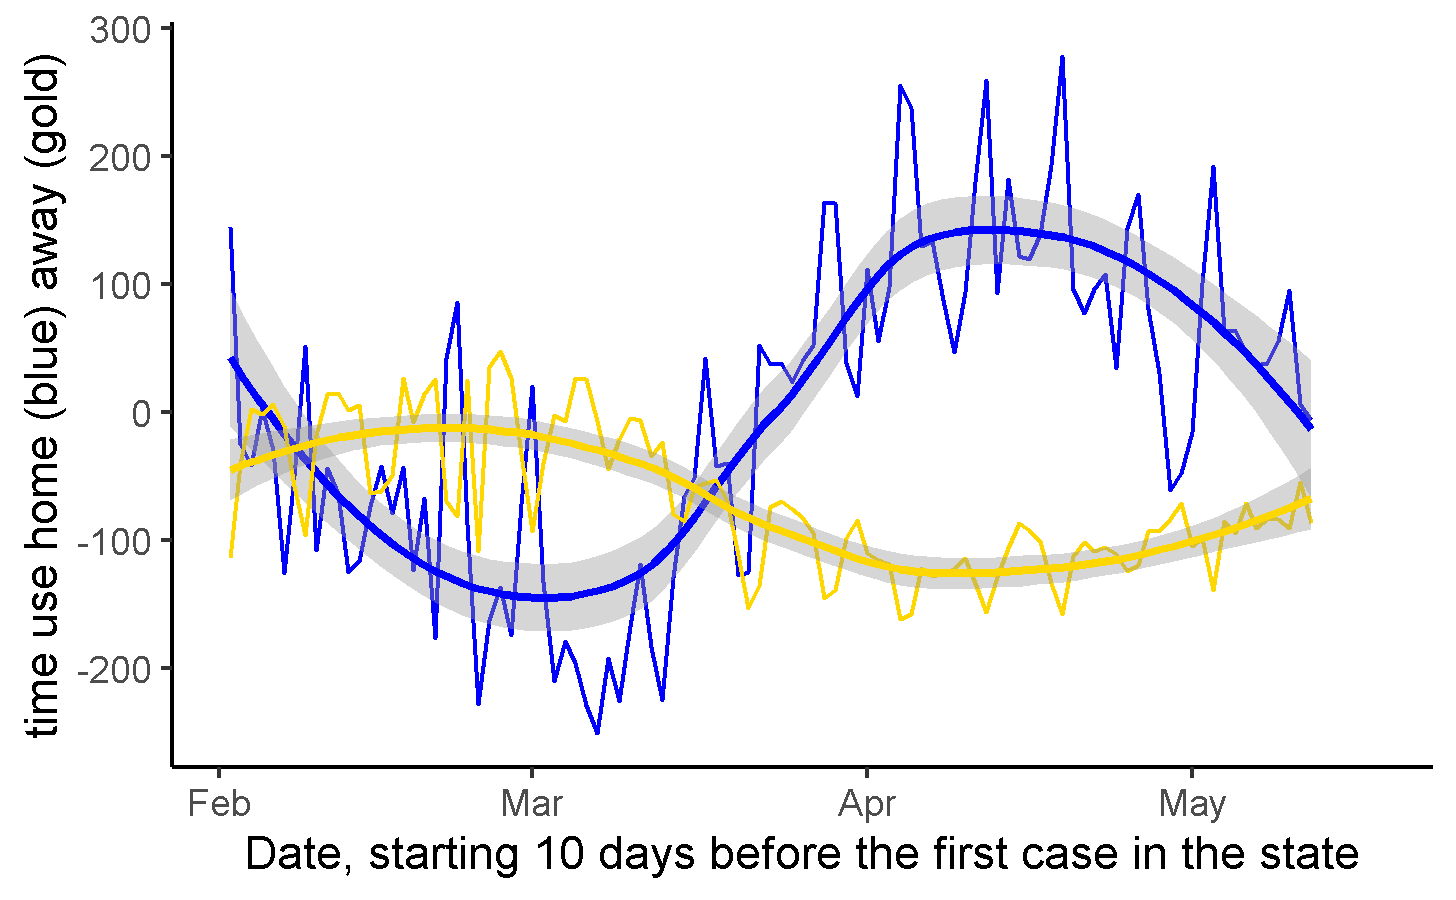 time use home (blue) away (gold)
300
200
100
0
-100
-200
Feb Mar Apr May
Date, starting 10 days before the first case in the state